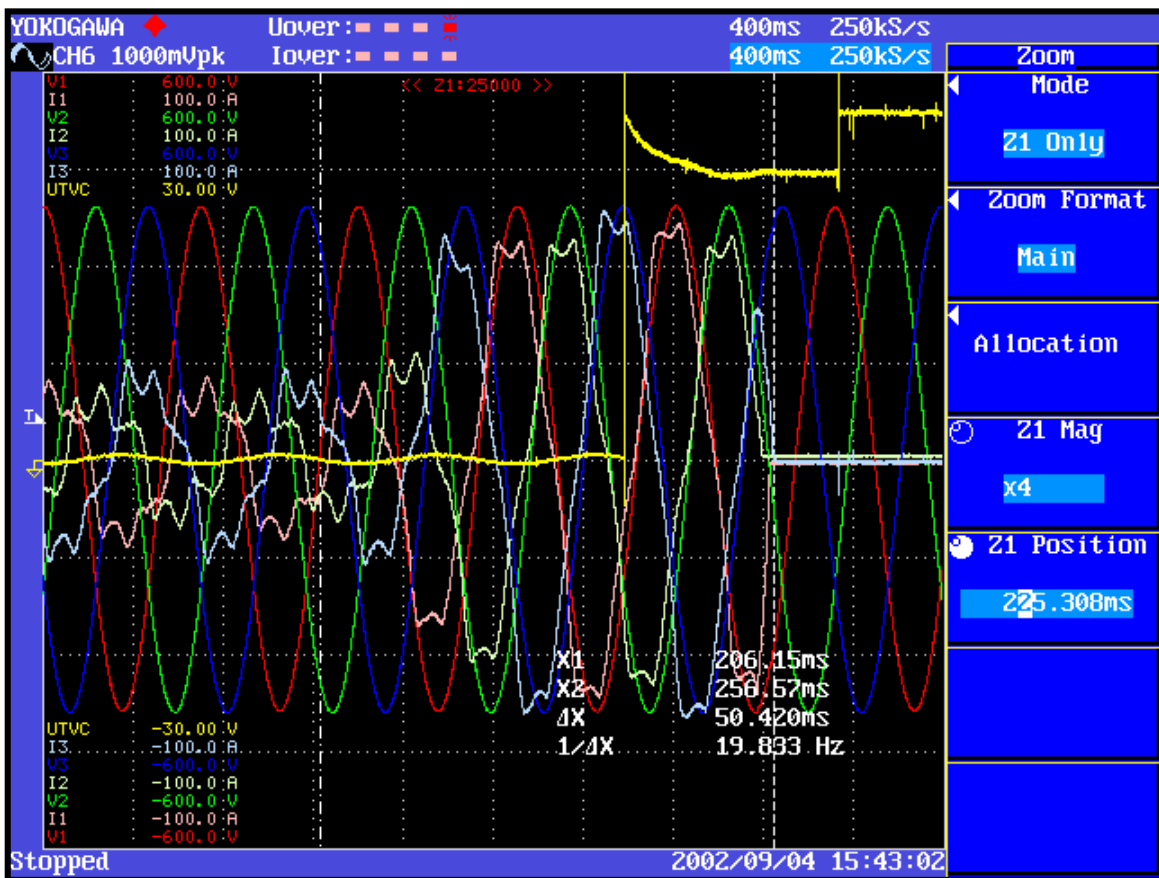 YOKOGAWA Uover: 400ms 250kS/s
CH6 1000mVpk Iover: 400ms 250kS/s Zoom
V1 600.0 V << Z1:25000 >>
I1 100.0 A
V2 600.0 V
I2 100.0 A
V3 600.0 V
I3 100.0 A
UTVC 30.00 V
Mode
Z1 Only
Zoom Format
Main
Allocation
T
Z1 Mag
x4
Z1 Position
225.308ms
X1 206.15ms
X2 256.57ms
ΔX 50.420ms
1/ΔX 19.833 Hz
UTVC -30.00 V
I3 -100.0 A
V3 -600.0 V
I2 -100.0 A
V2 -600.0 V
I1 -100.0 A
V1 -600.0 V
Stopped 2002/09/04 15:43:02